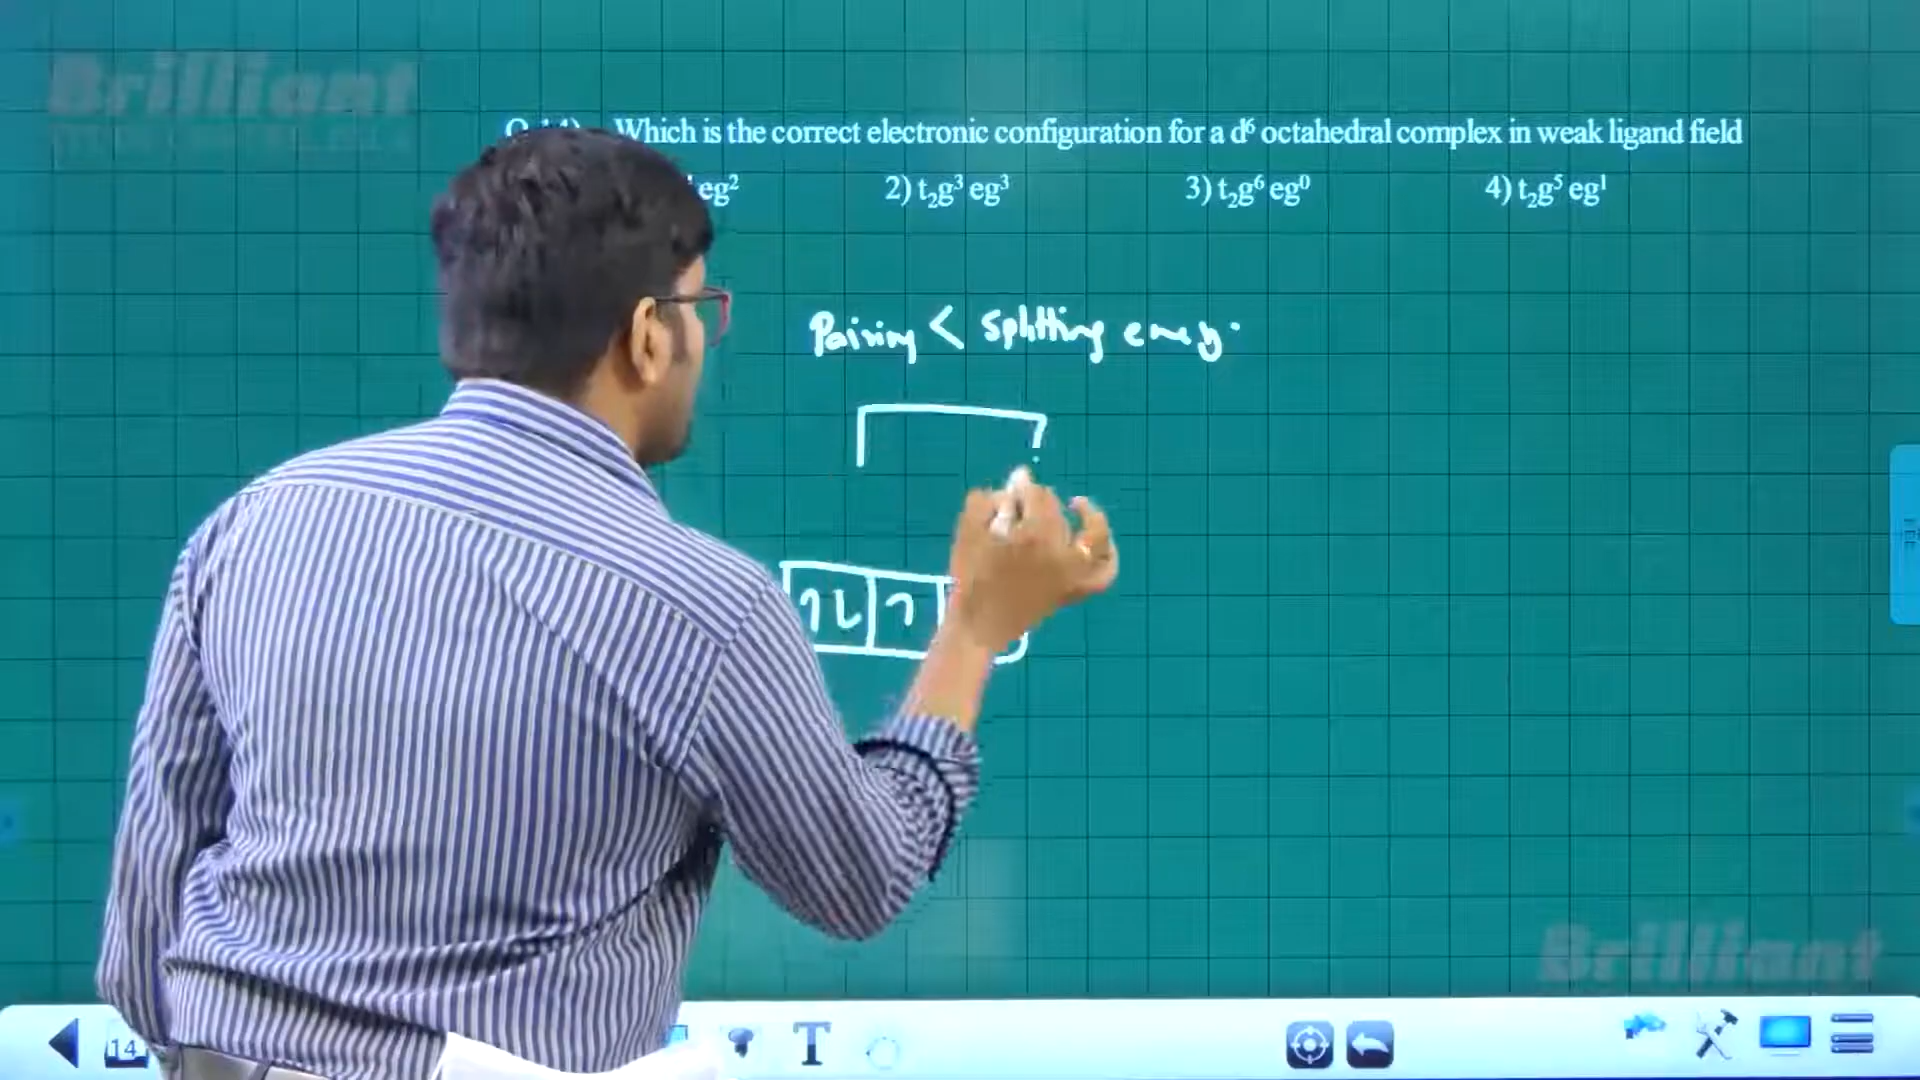 Brilliant
Which is the correct electronic configuration for a d⁶ octahedral complex in weak ligand field
eg² 2) t₂g³ eg³ 3) t₂g⁶ eg⁰ 4) t₂g⁵ eg¹
Pairing < Splitting energy.
Brilliant
14
T